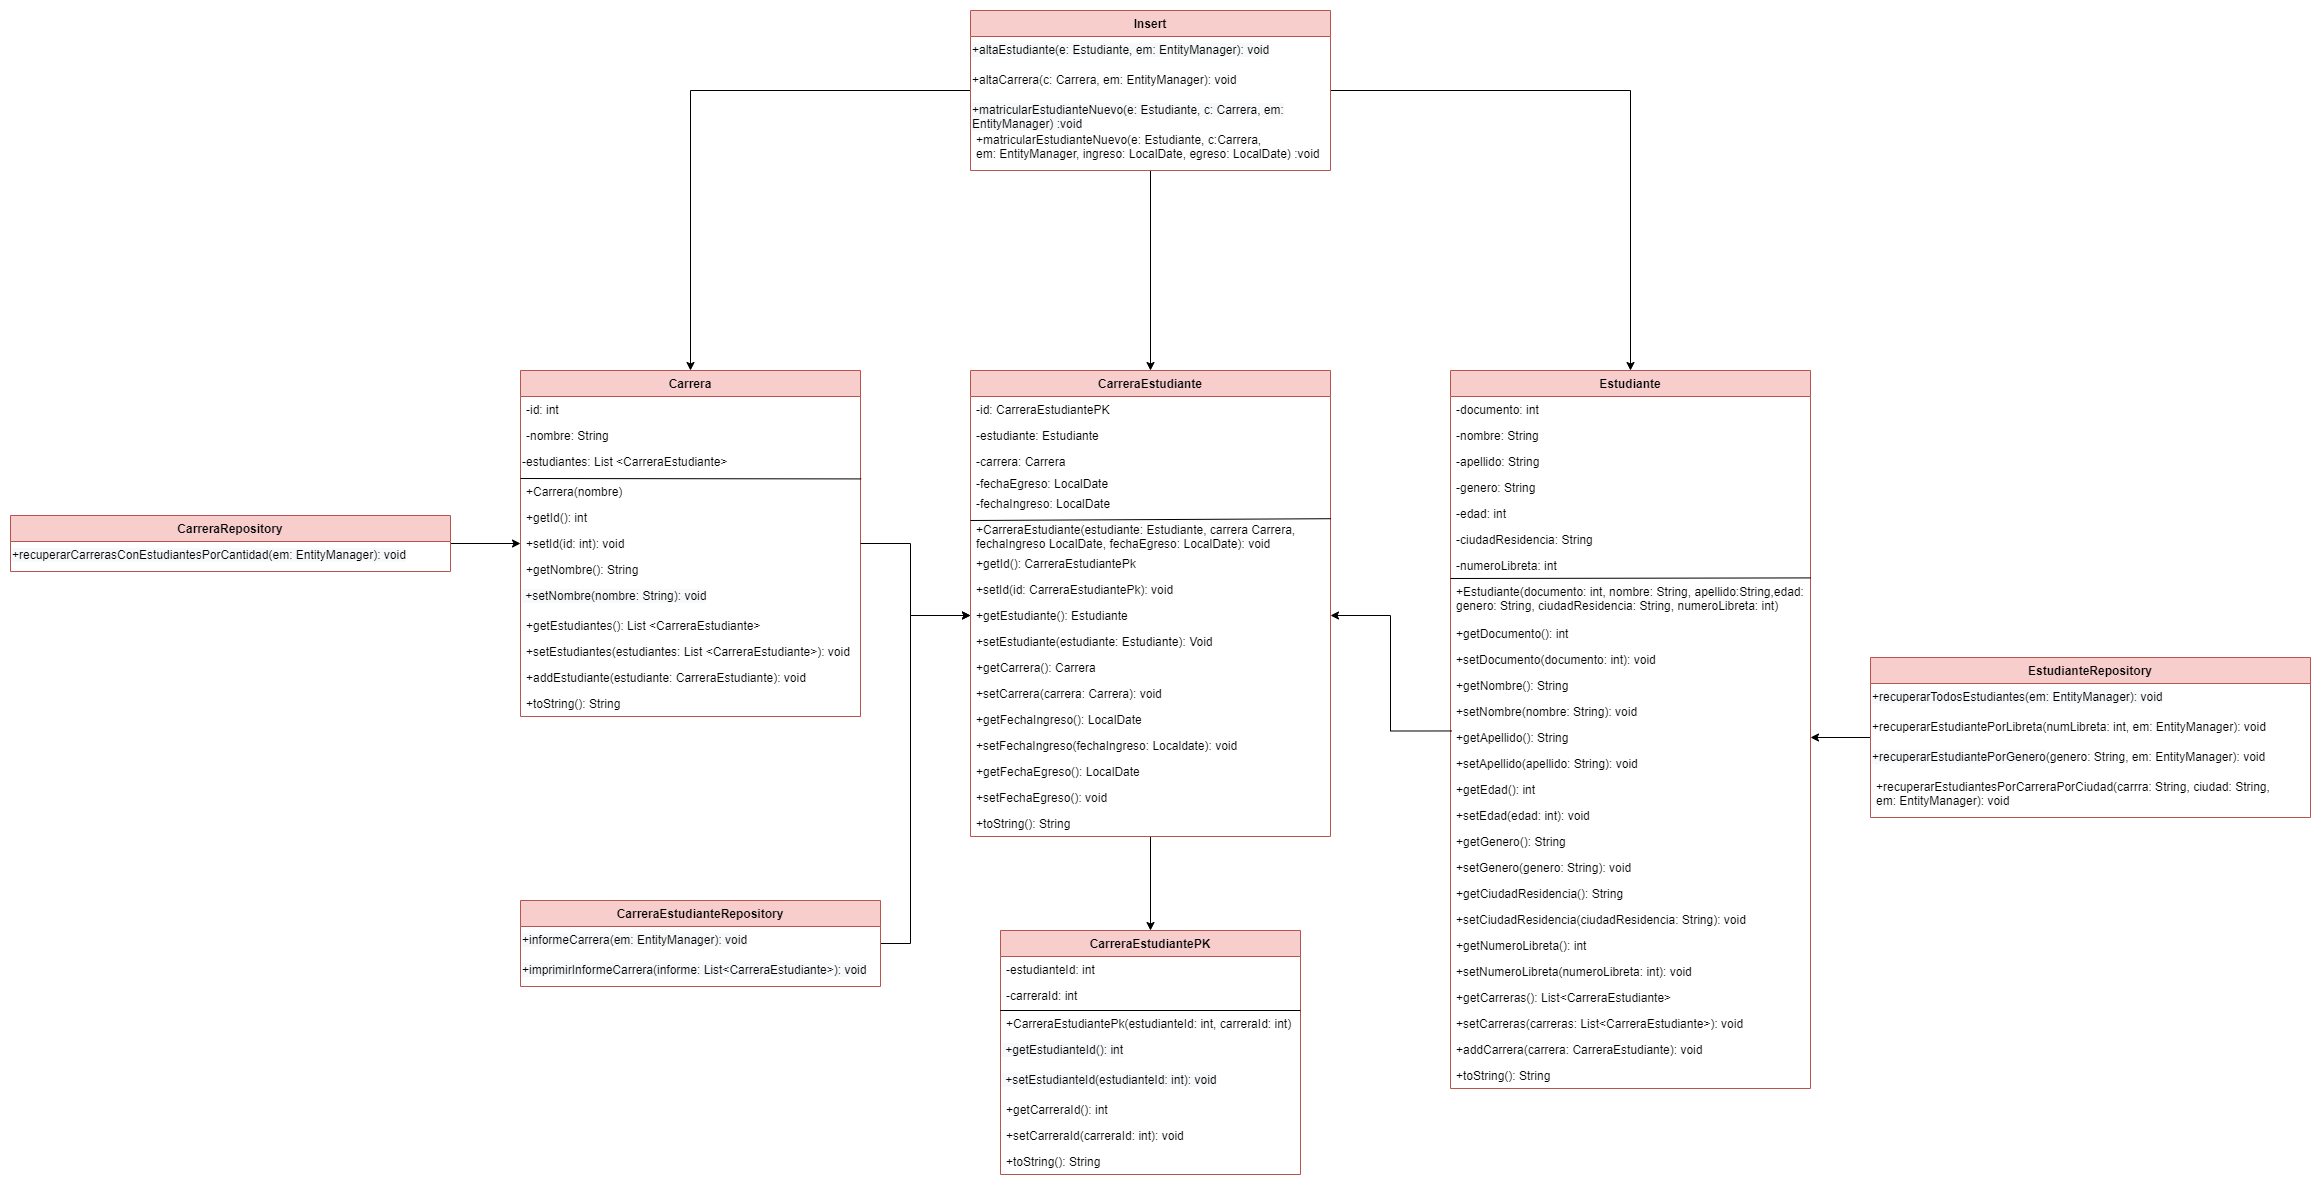 Insert
+altaEstudiante(e: Estudiante, em: EntityManager): void
+altaCarrera(c: Carrera, em: EntityManager): void
+matricularEstudianteNuevo(e: Estudiante, c: Carrera, em:
EntityManager) :void
+matricularEstudianteNuevo(e: Estudiante, c:Carrera,
em: EntityManager, ingreso: LocalDate, egreso: LocalDate) :void
CarreraRepository
+recuperarCarrerasConEstudiantesPorCantidad(em: EntityManager): void
Carrera
-id: int
-nombre: String
-estudiantes: List <CarreraEstudiante>
+Carrera(nombre)
+getId(): int
+setId(id: int): void
+getNombre(): String
+setNombre(nombre: String): void
+getEstudiantes(): List <CarreraEstudiante>
+setEstudiantes(estudiantes: List <CarreraEstudiante>): void
+addEstudiante(estudiante: CarreraEstudiante): void
+toString(): String
CarreraEstudianteRepository
+informeCarrera(em: EntityManager): void
+imprimirInformeCarrera(informe: List<CarreraEstudiante>): void
CarreraEstudiante
-id: CarreraEstudiantePK
-estudiante: Estudiante
-carrera: Carrera
-fechaEgreso: LocalDate
-fechaIngreso: LocalDate
+CarreraEstudiante(estudiante: Estudiante, carrera Carrera,
fechaIngreso LocalDate, fechaEgreso: LocalDate): void
+getId(): CarreraEstudiantePk
+setId(id: CarreraEstudiantePk): void
+getEstudiante(): Estudiante
+setEstudiante(estudiante: Estudiante): Void
+getCarrera(): Carrera
+setCarrera(carrera: Carrera): void
+getFechaIngreso(): LocalDate
+setFechaIngreso(fechaIngreso: Localdate): void
+getFechaEgreso(): LocalDate
+setFechaEgreso(): void
+toString(): String
CarreraEstudiantePK
-estudianteId: int
-carreraId: int
+CarreraEstudiantePk(estudianteId: int, carreraId: int)
+getEstudianteId(): int
+setEstudianteId(estudianteId: int): void
+getCarreraId(): int
+setCarreraId(carreraId: int): void
+toString(): String
Estudiante
-documento: int
-nombre: String
-apellido: String
-genero: String
-edad: int
-ciudadResidencia: String
-numeroLibreta: int
+Estudiante(documento: int, nombre: String, apellido:String,edad:
genero: String, ciudadResidencia: String, numeroLibreta: int)
+getDocumento(): int
+setDocumento(documento: int): void
+getNombre(): String
+setNombre(nombre: String): void
+getApellido(): String
+setApellido(apellido: String): void
+getEdad(): int
+setEdad(edad: int): void
+getGenero(): String
+setGenero(genero: String): void
+getCiudadResidencia(): String
+setCiudadResidencia(ciudadResidencia: String): void
+getNumeroLibreta(): int
+setNumeroLibreta(numeroLibreta: int): void
+getCarreras(): List<CarreraEstudiante>
+setCarreras(carreras: List<CarreraEstudiante>): void
+addCarrera(carrera: CarreraEstudiante): void
+toString(): String
EstudianteRepository
+recuperarTodosEstudiantes(em: EntityManager): void
+recuperarEstudiantePorLibreta(numLibreta: int, em: EntityManager): void
+recuperarEstudiantePorGenero(genero: String, em: EntityManager): void
+recuperarEstudiantesPorCarreraPorCiudad(carrra: String, ciudad: String,
em: EntityManager): void